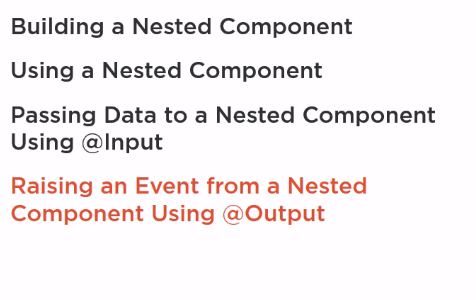 Building a Nested Component
Using a Nested Component
Passing Data to a Nested Component
Using @Input
Raising an Event from a Nested
Component Using @Output